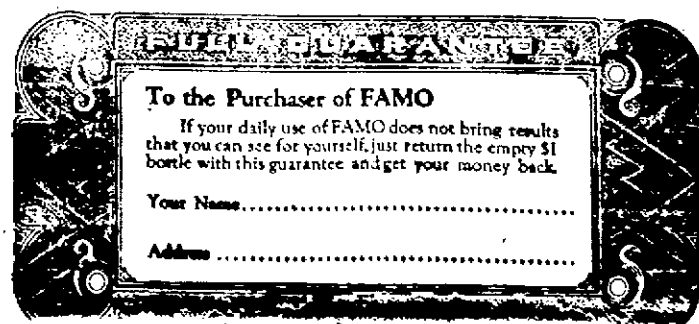 FULL GUARANTEE
To the Purchaser of FAMO
If your daily use of FAMO does not bring results
that you can see for yourself, just return the empty $1
bottle with this guarantee and get your money back.
Your Name
Address